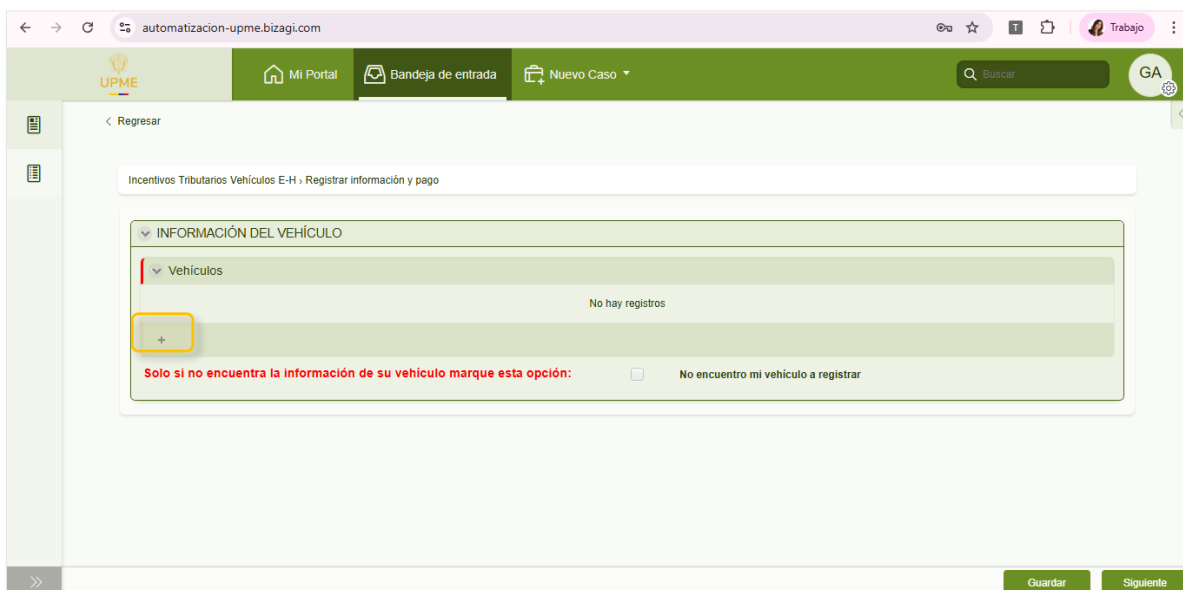 automatizacion-upme.bizagi.com
T
Trabajo
UPME
Mi Portal
Bandeja de entrada
Nuevo Caso
Buscar
GA
< Regresar
Incentivos Tributarios Vehículos E-H › Registrar información y pago
INFORMACIÓN DEL VEHÍCULO
Vehículos
No hay registros
+
Solo si no encuentra la información de su vehículo marque esta opción:
No encuentro mi vehículo a registrar
Guardar
Siguiente